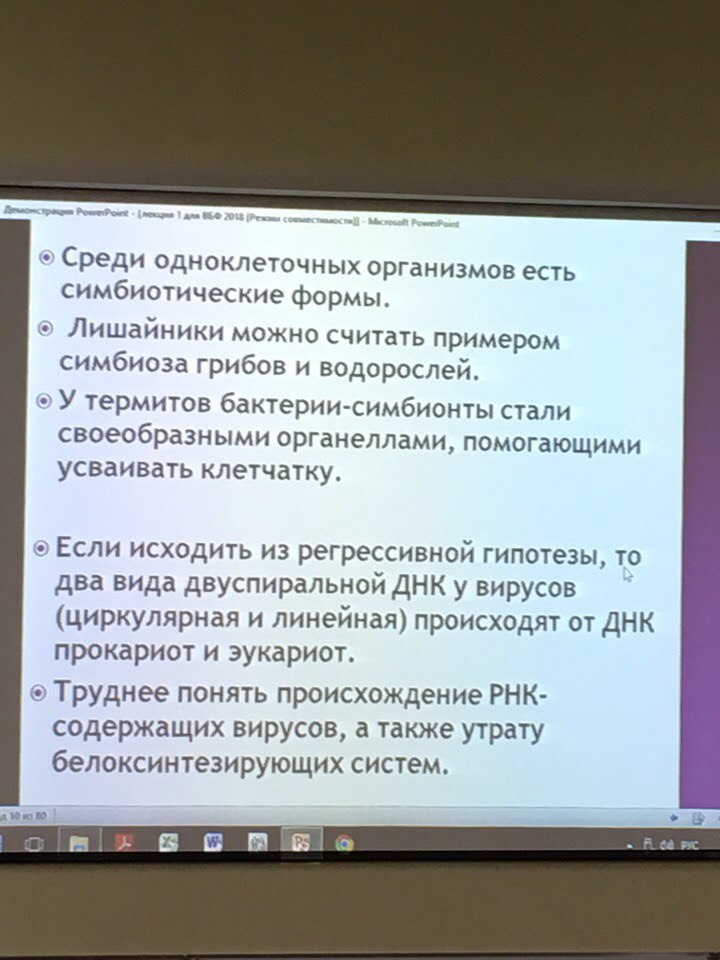 Демонстрация PowerPoint - [лекция 1 для ВБФ 2018 [Режим совместимости]] - Microsoft PowerPoint
Среди одноклеточных организмов есть
симбиотические формы.
Лишайники можно считать примером
симбиоза грибов и водорослей.
У термитов бактерии-симбионты стали
своеобразными органеллами, помогающими
усваивать клетчатку.
Если исходить из регрессивной гипотезы, то
два вида двуспиральной ДНК у вирусов
(циркулярная и линейная) происходят от ДНК
прокариот и эукариот.
Труднее понять происхождение РНК-
содержащих вирусов, а также утрату
белоксинтезирующих систем.
д 10 из 80
РУС